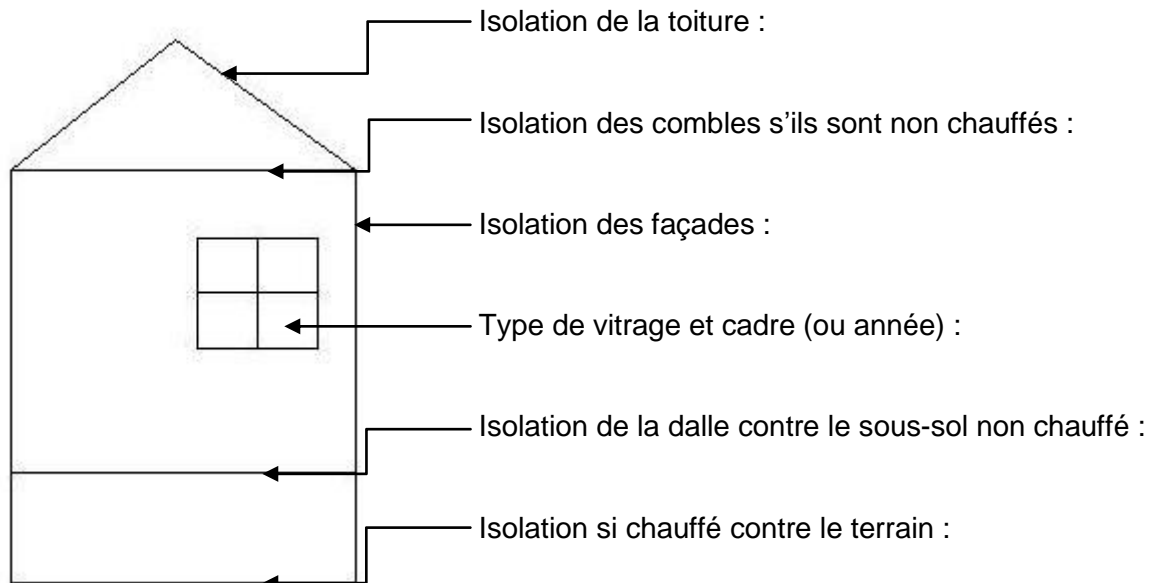 Isolation de la toiture :
Isolation des combles s’ils sont non chauffés :
Isolation des façades :
Type de vitrage et cadre (ou année) :
Isolation de la dalle contre le sous-sol non chauffé :
Isolation si chauffé contre le terrain :